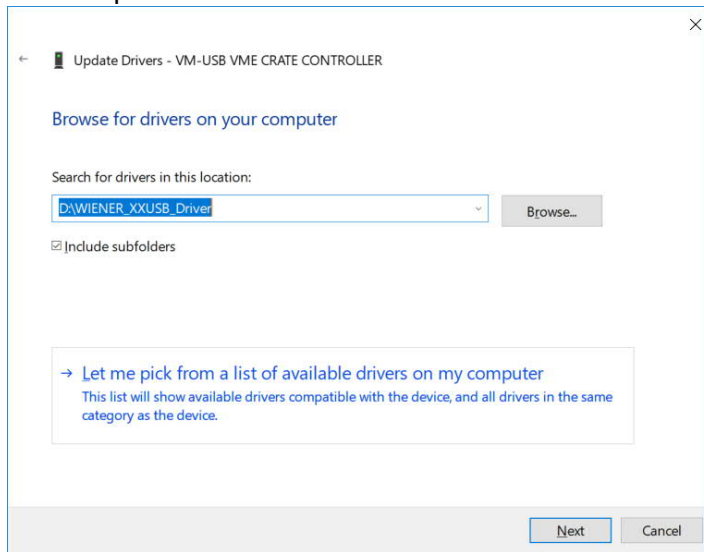 Update Drivers - VM-USB VME CRATE CONTROLLER
Browse for drivers on your computer
Search for drivers in this location:
D:\WIENER_XXUSB_Driver
Browse...
Include subfolders
Let me pick from a list of available drivers on my computer
This list will show available drivers compatible with the device, and all drivers in the same
category as the device.
Next
Cancel